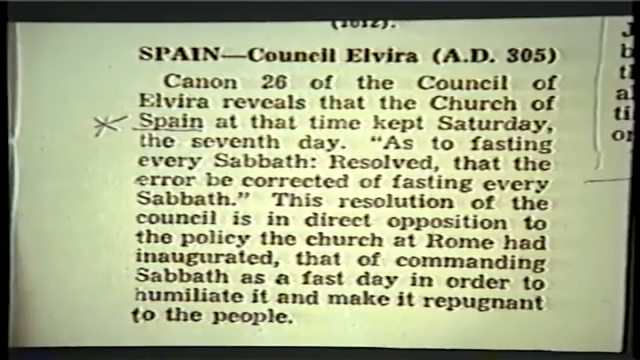 (1612).
SPAIN—Council Elvira (A.D. 305)
Canon 26 of the Council of
Elvira reveals that the Church of
Spain at that time kept Saturday,
the seventh day. "As to fasting
every Sabbath: Resolved, that the
error be corrected of fasting every
Sabbath." This resolution of the
council is in direct opposition to
the policy the church at Rome had
inaugurated, that of commanding
Sabbath as a fast day in order to
humiliate it and make it repugnant
to the people.